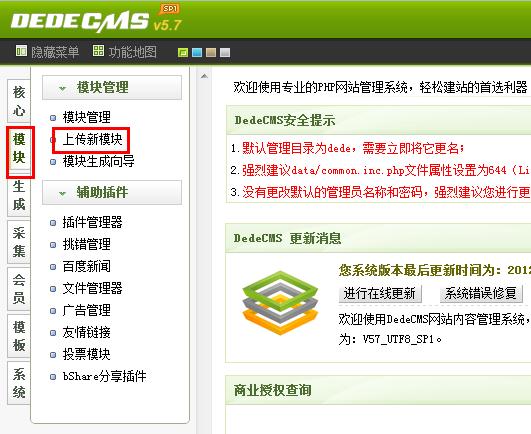 DEDECMS SP1 v5.7
隐藏菜单 功能地图
核心
模块
生成
采集
会员
模板
系统
模块管理
模块管理
上传新模块
模块生成向导
辅助插件
插件管理器
挑错管理
百度新闻
文件管理器
广告管理
友情链接
投票模块
bShare分享插件
欢迎使用专业的PHP网站管理系统，轻松建站的首选利器
DedeCMS安全提示
1.默认管理目录为dede，需要立即将它更名；
2.强烈建议data/common.inc.php文件属性设置为644（Li
3.没有更改默认的管理员名称和密码，强烈建议您进行更
DedeCMS 更新消息
您系统版本最后更新时间为：2012
进行在线更新 系统错误修复
欢迎使用DedeCMS网站内容管理系统，
为：V57_UTF8_SP1。
商业授权查询